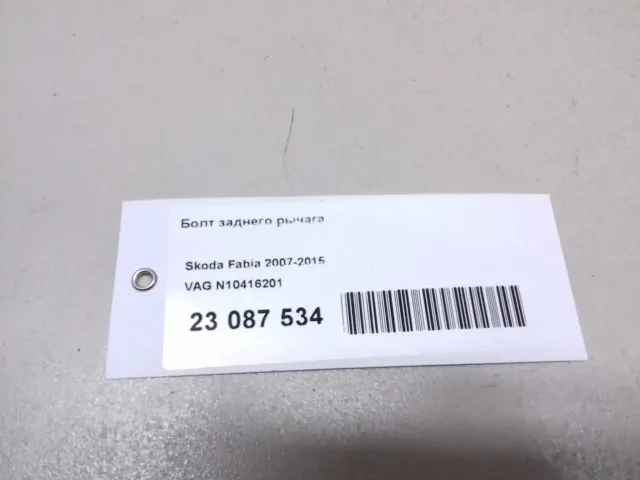 Болт заднего рычага
Skoda Fabia 2007-2015
VAG N10416201
23 087 534